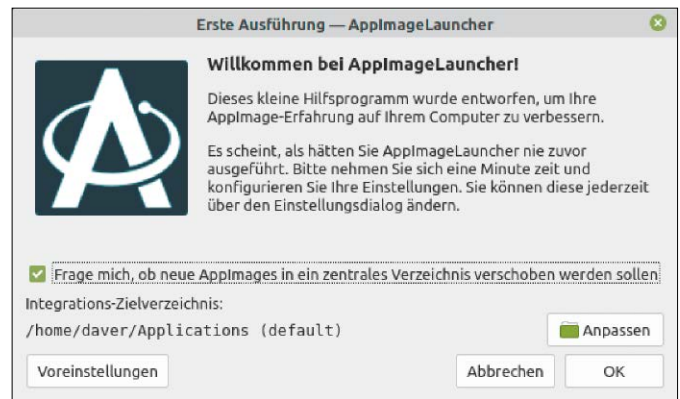 Erste Ausführung — AppImageLauncher
Willkommen bei AppImageLauncher!
Dieses kleine Hilfsprogramm wurde entworfen, um Ihre
AppImage-Erfahrung auf Ihrem Computer zu verbessern.
Es scheint, als hätten Sie AppImageLauncher nie zuvor
ausgeführt. Bitte nehmen Sie sich eine Minute zeit und
konfigurieren Sie Ihre Einstellungen. Sie können diese jederzeit
über den Einstellungsdialog ändern.
Frage mich, ob neue AppImages in ein zentrales Verzeichnis verschoben werden sollen
Integrations-Zielverzeichnis:
/home/daver/Applications (default)
Anpassen
Voreinstellungen
Abbrechen
OK